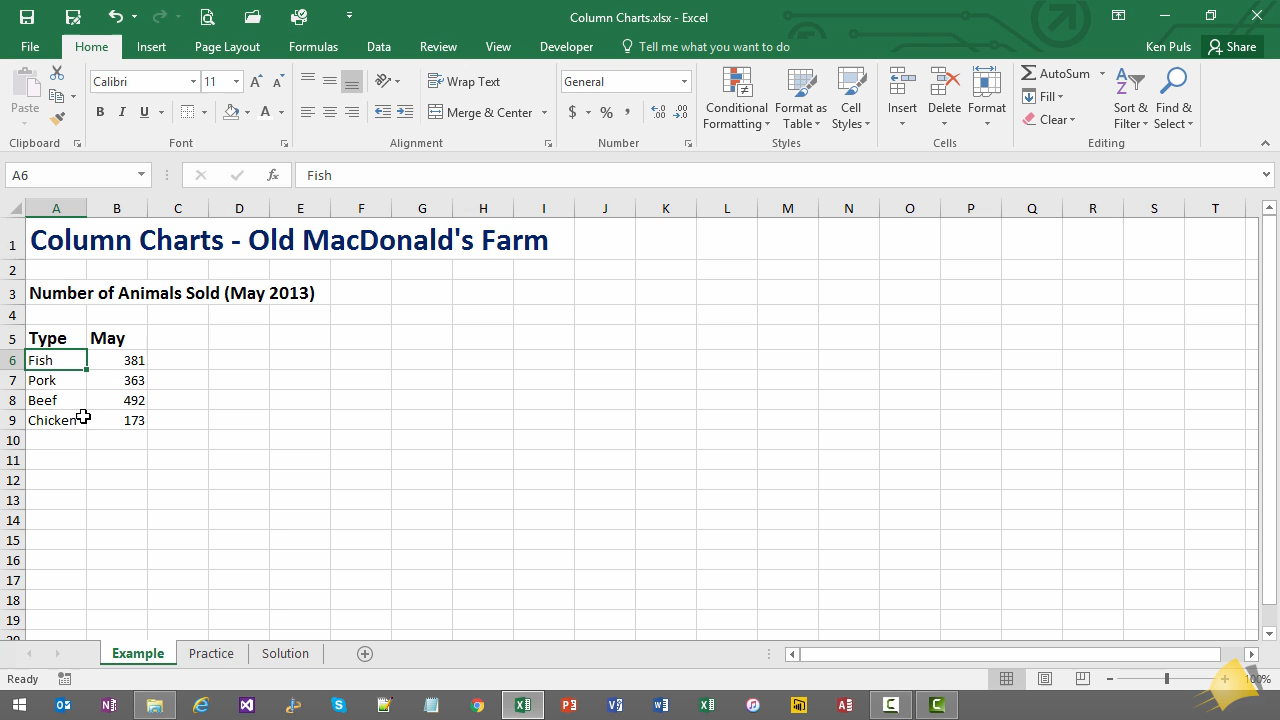 Column Charts.xlsx - Excel
File Home Insert Page Layout Formulas Data Review View Developer Tell me what you want to do Ken Puls Share
Paste
Clipboard
Calibri 11
B I U A
Font
Wrap Text
Merge & Center
Alignment
General
$ % ,
Number
Conditional Formatting
Format as Table
Cell Styles
Styles
Insert Delete Format
Cells
AutoSum
Fill
Clear
Sort & Filter
Find & Select
Editing
A6 fx Fish
A B C D E F G H I J K L M N O P Q R S T
1 Column Charts - Old MacDonald's Farm
2
3 Number of Animals Sold (May 2013)
4
5 Type May
6 Fish 381
7 Pork 363
8 Beef 492
9 Chicken 173
10
11
12
13
14
15
16
17
18
19
Example Practice Solution
Ready 100%